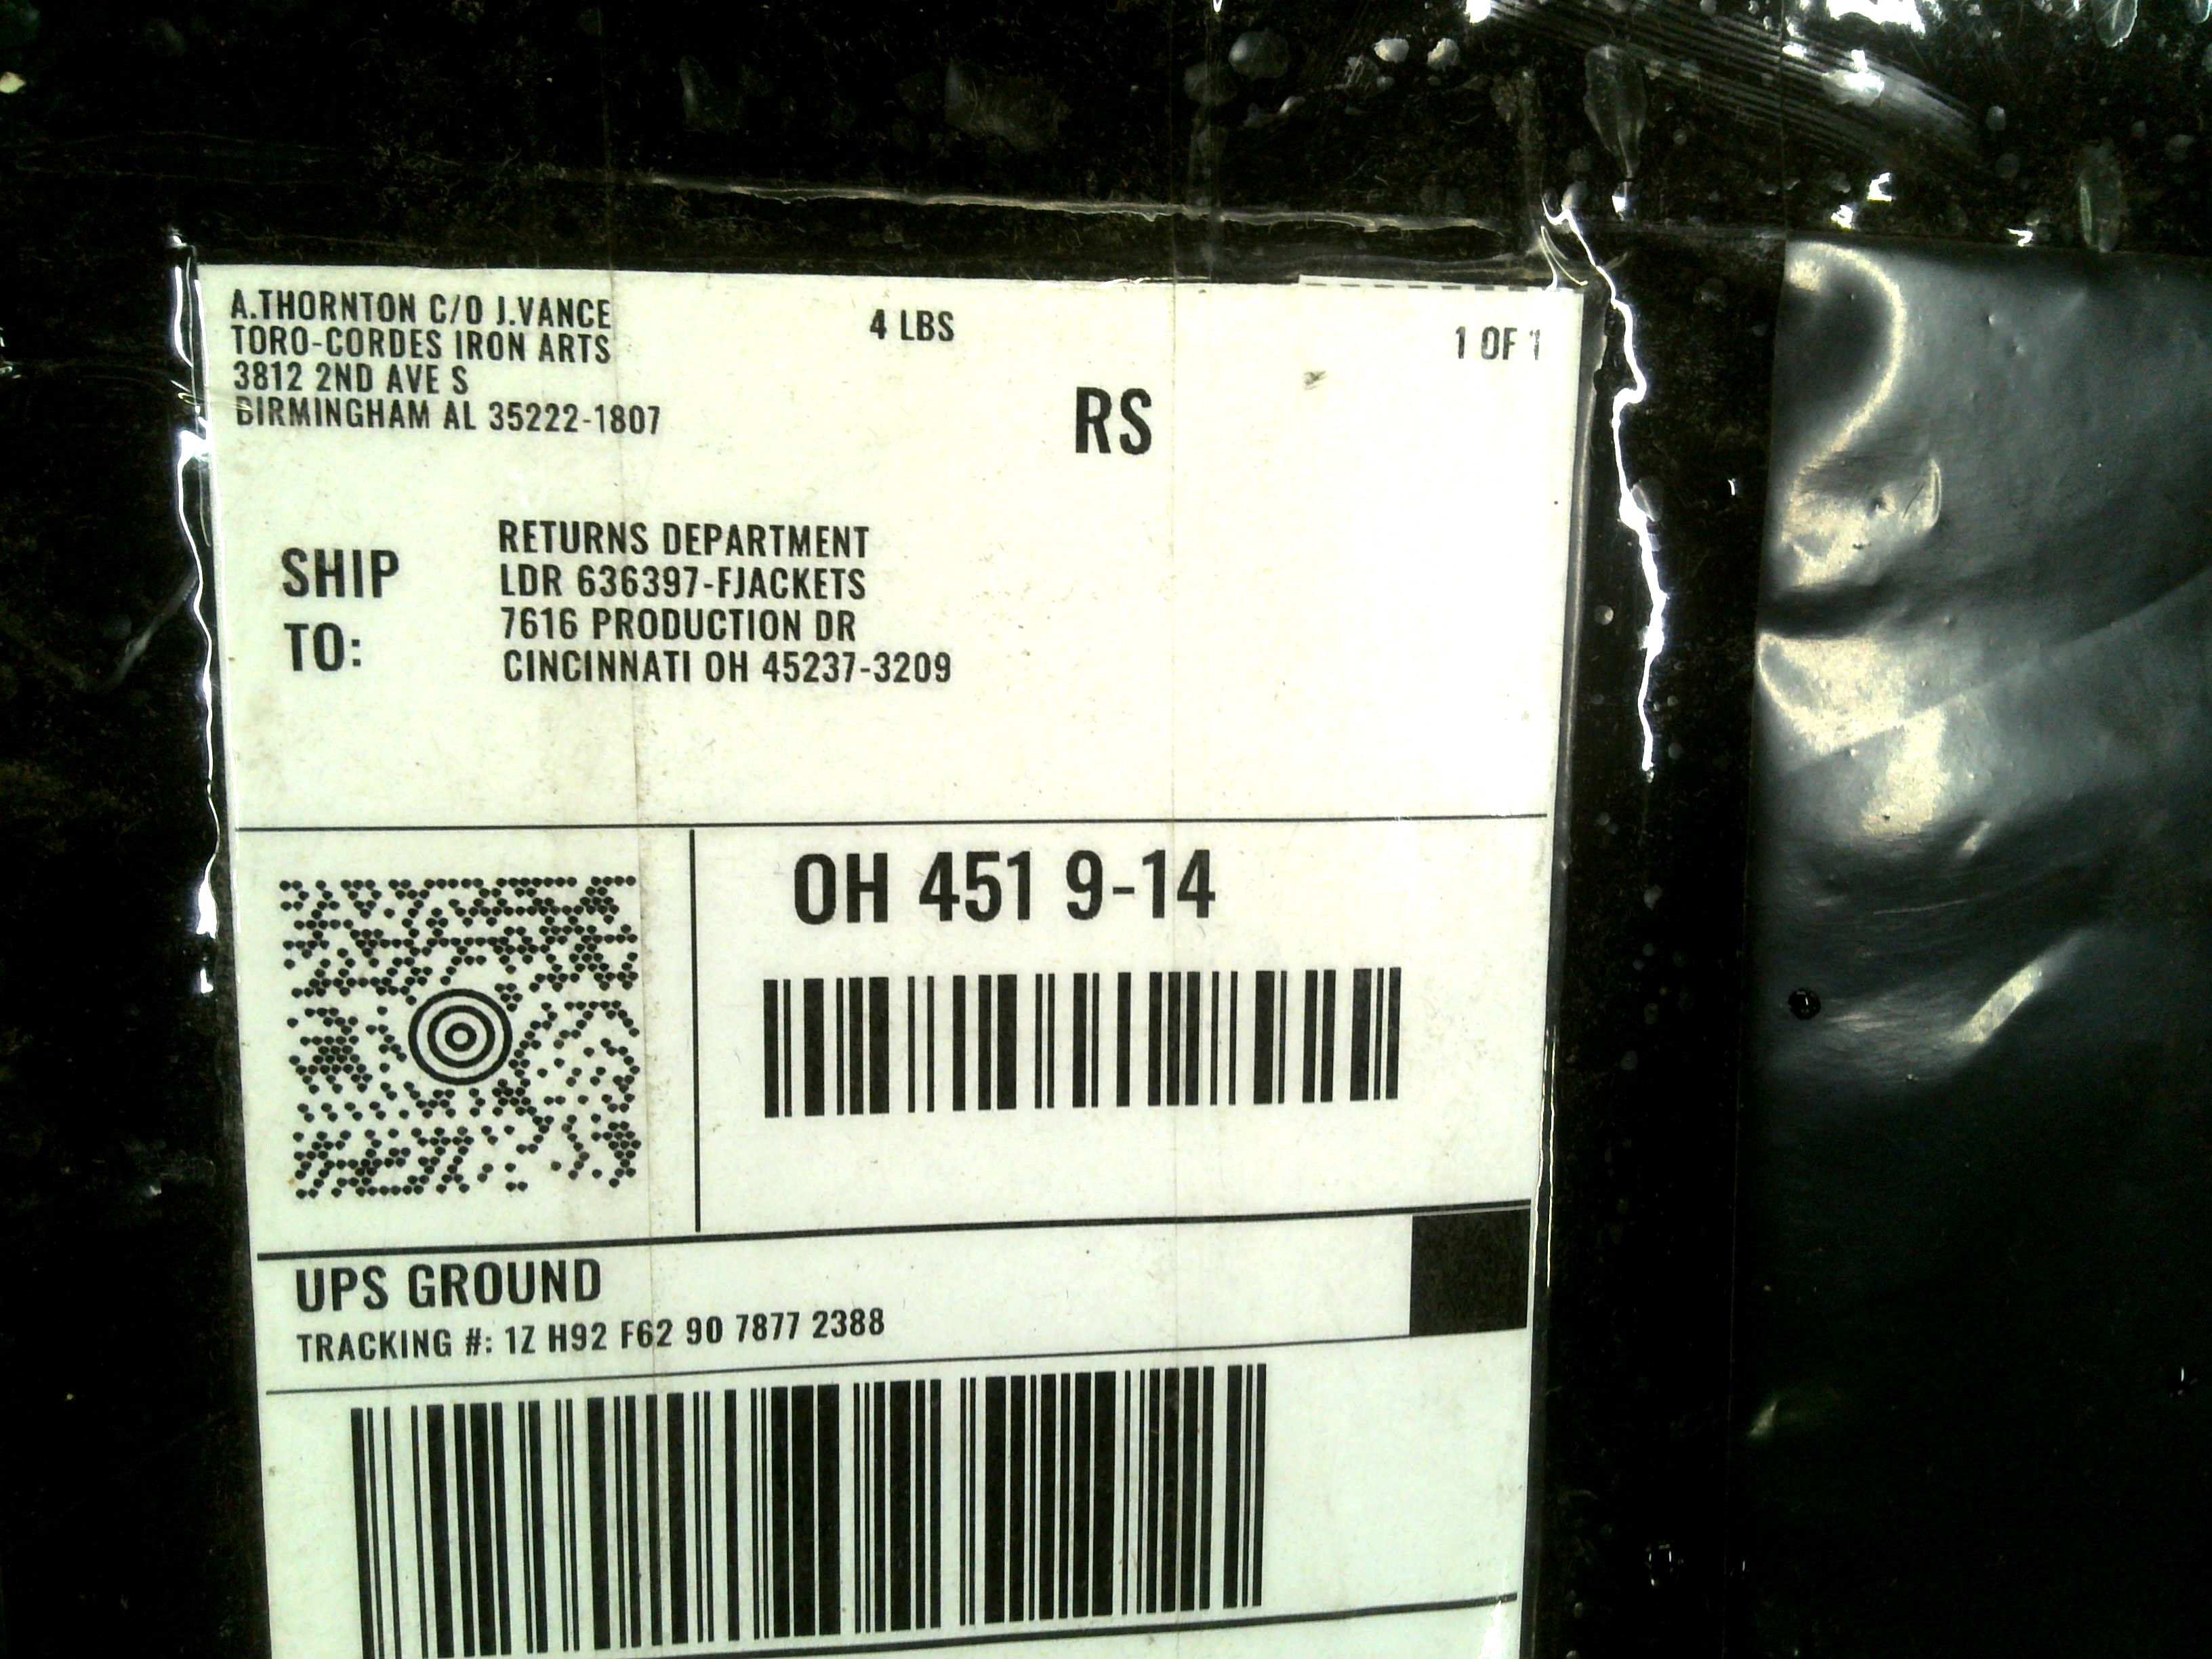 A.THORNTON C/O J.VANCE
TORO-CORDES IRON ARTS
3812 2ND AVE S
BIRMINGHAM AL 35222-1807
4 LBS
1 OF 1
RS
SHIP TO:
RETURNS DEPARTMENT
LDR 636397-FJACKETS
7616 PRODUCTION DR
CINCINNATI OH 45237-3209
OH 451 9-14
UPS GROUND
TRACKING #: 1Z H92 F62 90 7877 2388